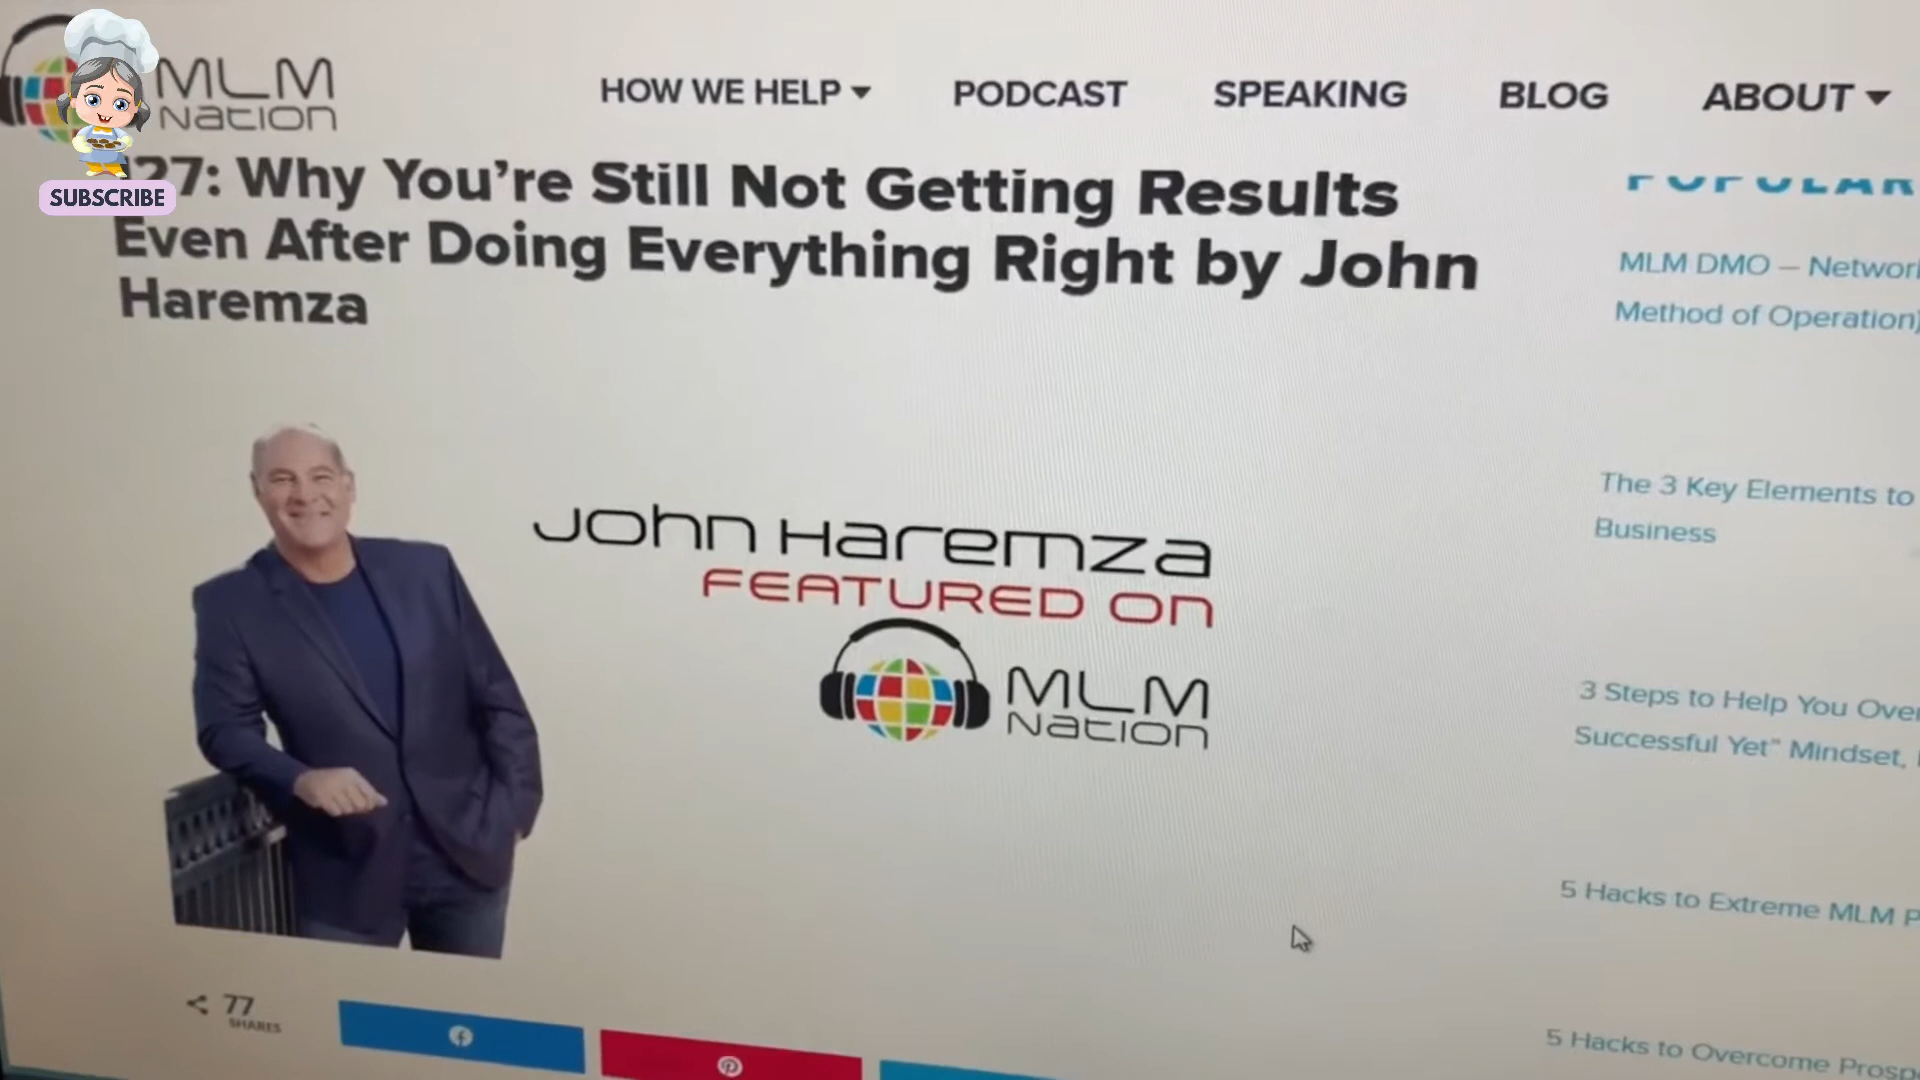 MLM
Nation
HOW WE HELP
PODCAST
SPEAKING
BLOG
ABOUT
SUBSCRIBE
27: Why You're Still Not Getting Results
Even After Doing Everything Right by John
Haremza
POPULAR
MLM DMO – Network
Method of Operation)
The 3 Key Elements to
Business
3 Steps to Help You Over
Successful Yet" Mindset,
5 Hacks to Extreme MLM P
5 Hacks to Overcome Prosp
John Haremza
FEATURED ON
MLM
Nation
77
SHARES